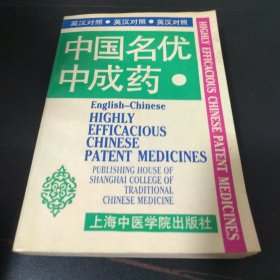 英汉对照●英汉对照●英汉对照
中国名优
中成药●
English–Chinese
HIGHLY
EFFICACIOUS
CHINESE
PATENT MEDICINES
PUBLISHING HOUSE OF
SHANGHAI COLLEGE OF
TRADITIONAL
CHINESE MEDICINE
上海中医学院出版社
HIGHLY EFFICACIOUS CHINESE PATENT MEDICINES